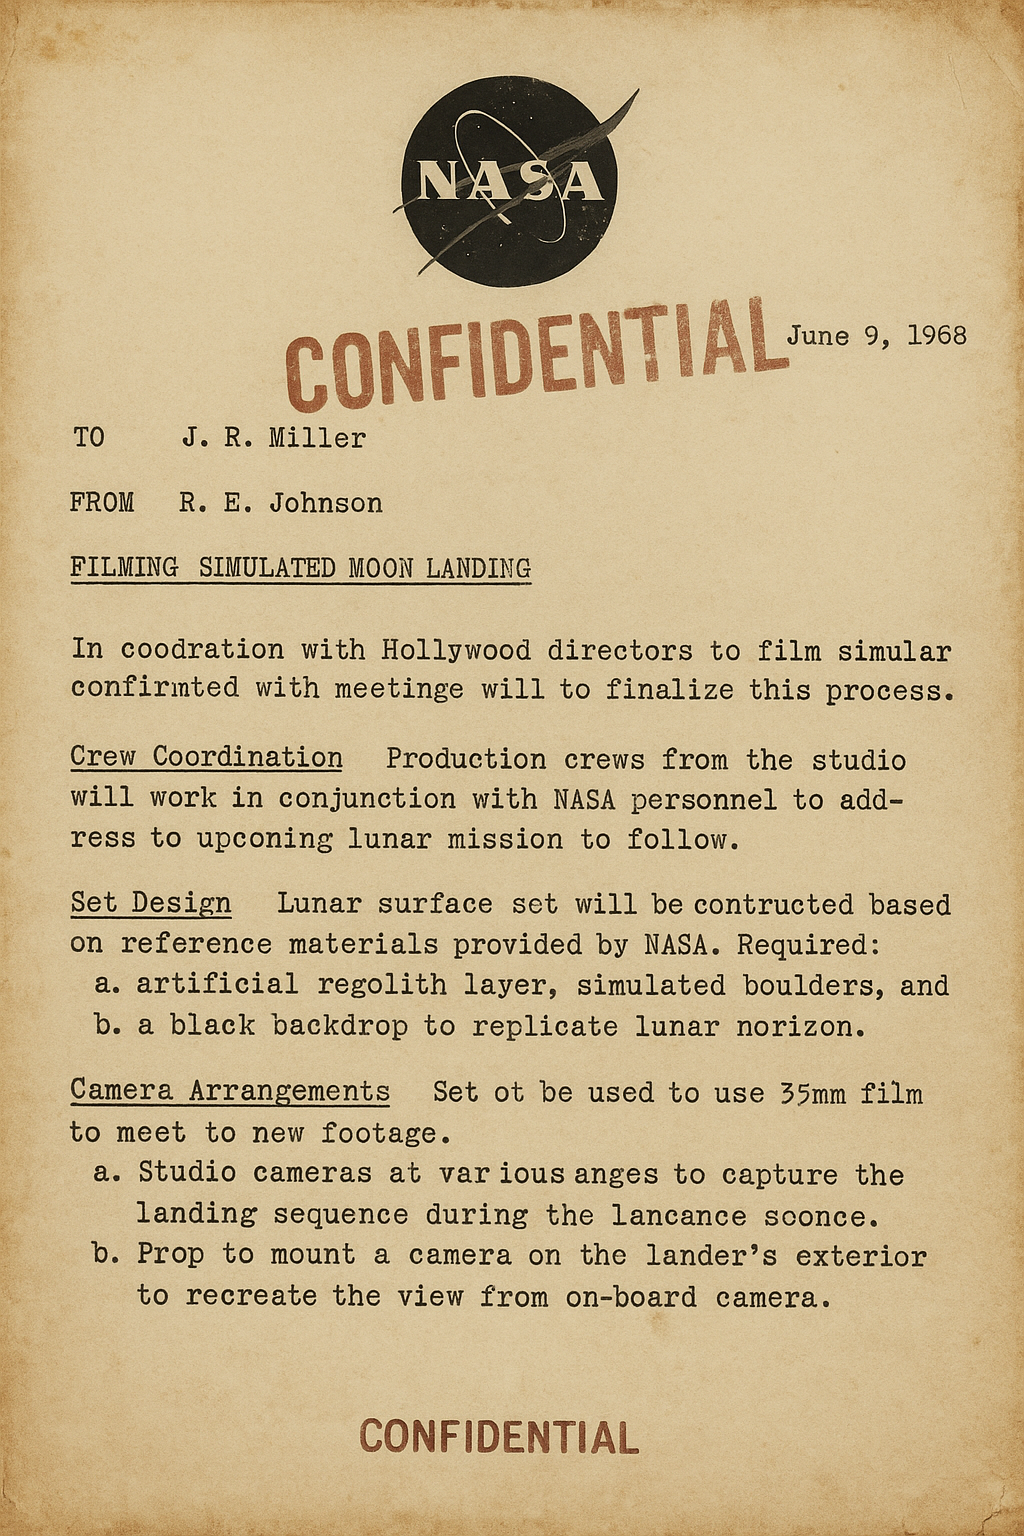 NASA
CONFIDENTIAL
June 9, 1968
TO J. R. Miller
FROM R. E. Johnson
FILMING SIMULATED MOON LANDING
In coodration with Hollywood directors to film simular
confirmted with meetinge will to finalize this process.
Crew Coordination Production crews from the studio
will work in conjunction with NASA personnel to add-
ress to upconing lunar mission to follow.
Set Design Lunar surface set will be contructed based
on reference materials provided by NASA. Required:
a. artificial regolith layer, simulated boulders, and
b. a black backdrop to replicate lunar norizon.
Camera Arrangements Set ot be used to use 35mm film
to meet to new footage.
a. Studio cameras at var ious anges to capture the
landing sequence during the lancance soonce.
b. Prop to mount a camera on the lander's exterior
to recreate the view from on-board camera.
CONFIDENTIAL